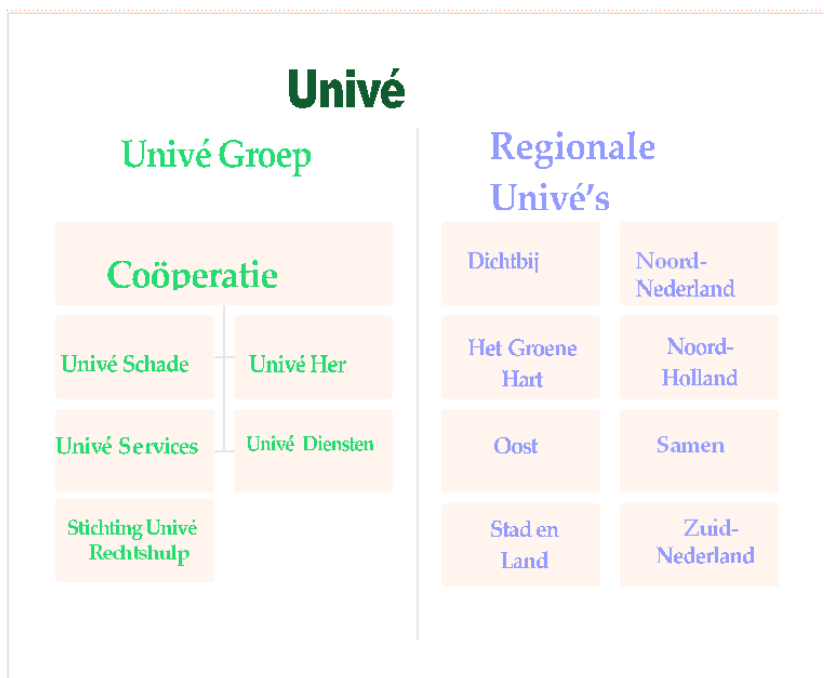 Univé
Univé Groep
Coöperatie
Univé Schade
Univé Her
Univé Services
Univé Diensten
Stichting Univé
Rechtshulp
Regionale
Univé's
Dichtbij
Noord-
Nederland
Het Groene
Hart
Noord-
Holland
Oost
Samen
Stad en
Land
Zuid-
Nederland